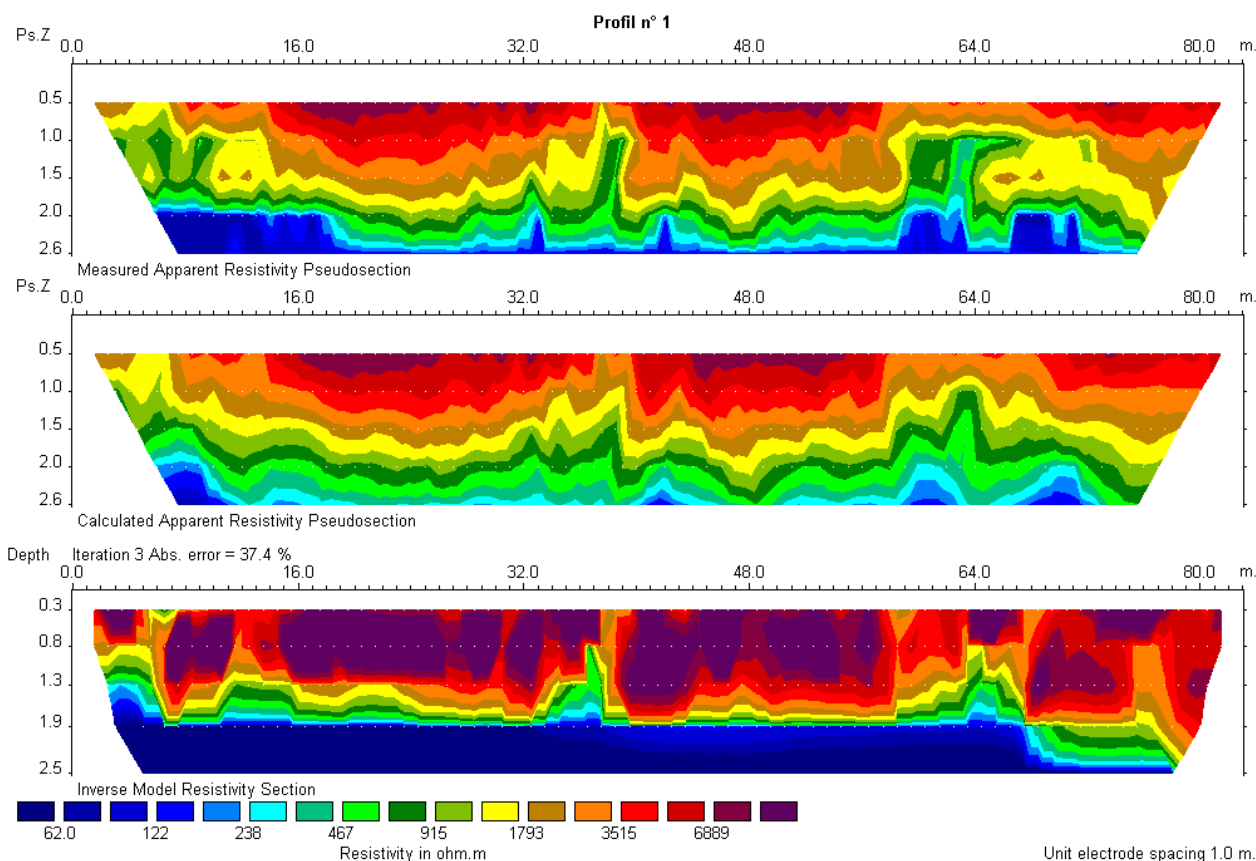 Profil n° 1
Ps.Z 0.0 16.0 32.0 48.0 64.0 80.0 m.
0.5
1.0
1.5
2.0
2.6
Measured Apparent Resistivity Pseudosection
Ps.Z 0.0 16.0 32.0 48.0 64.0 80.0 m.
0.5
1.0
1.5
2.0
2.6
Calculated Apparent Resistivity Pseudosection
Depth Iteration 3 Abs. error = 37.4 %
0.0 16.0 32.0 48.0 64.0 80.0 m.
0.3
0.8
1.3
1.9
2.5
Inverse Model Resistivity Section
62.0 122 238 467 915 1793 3515 6889
Resistivity in ohm.m Unit electrode spacing 1.0 m.